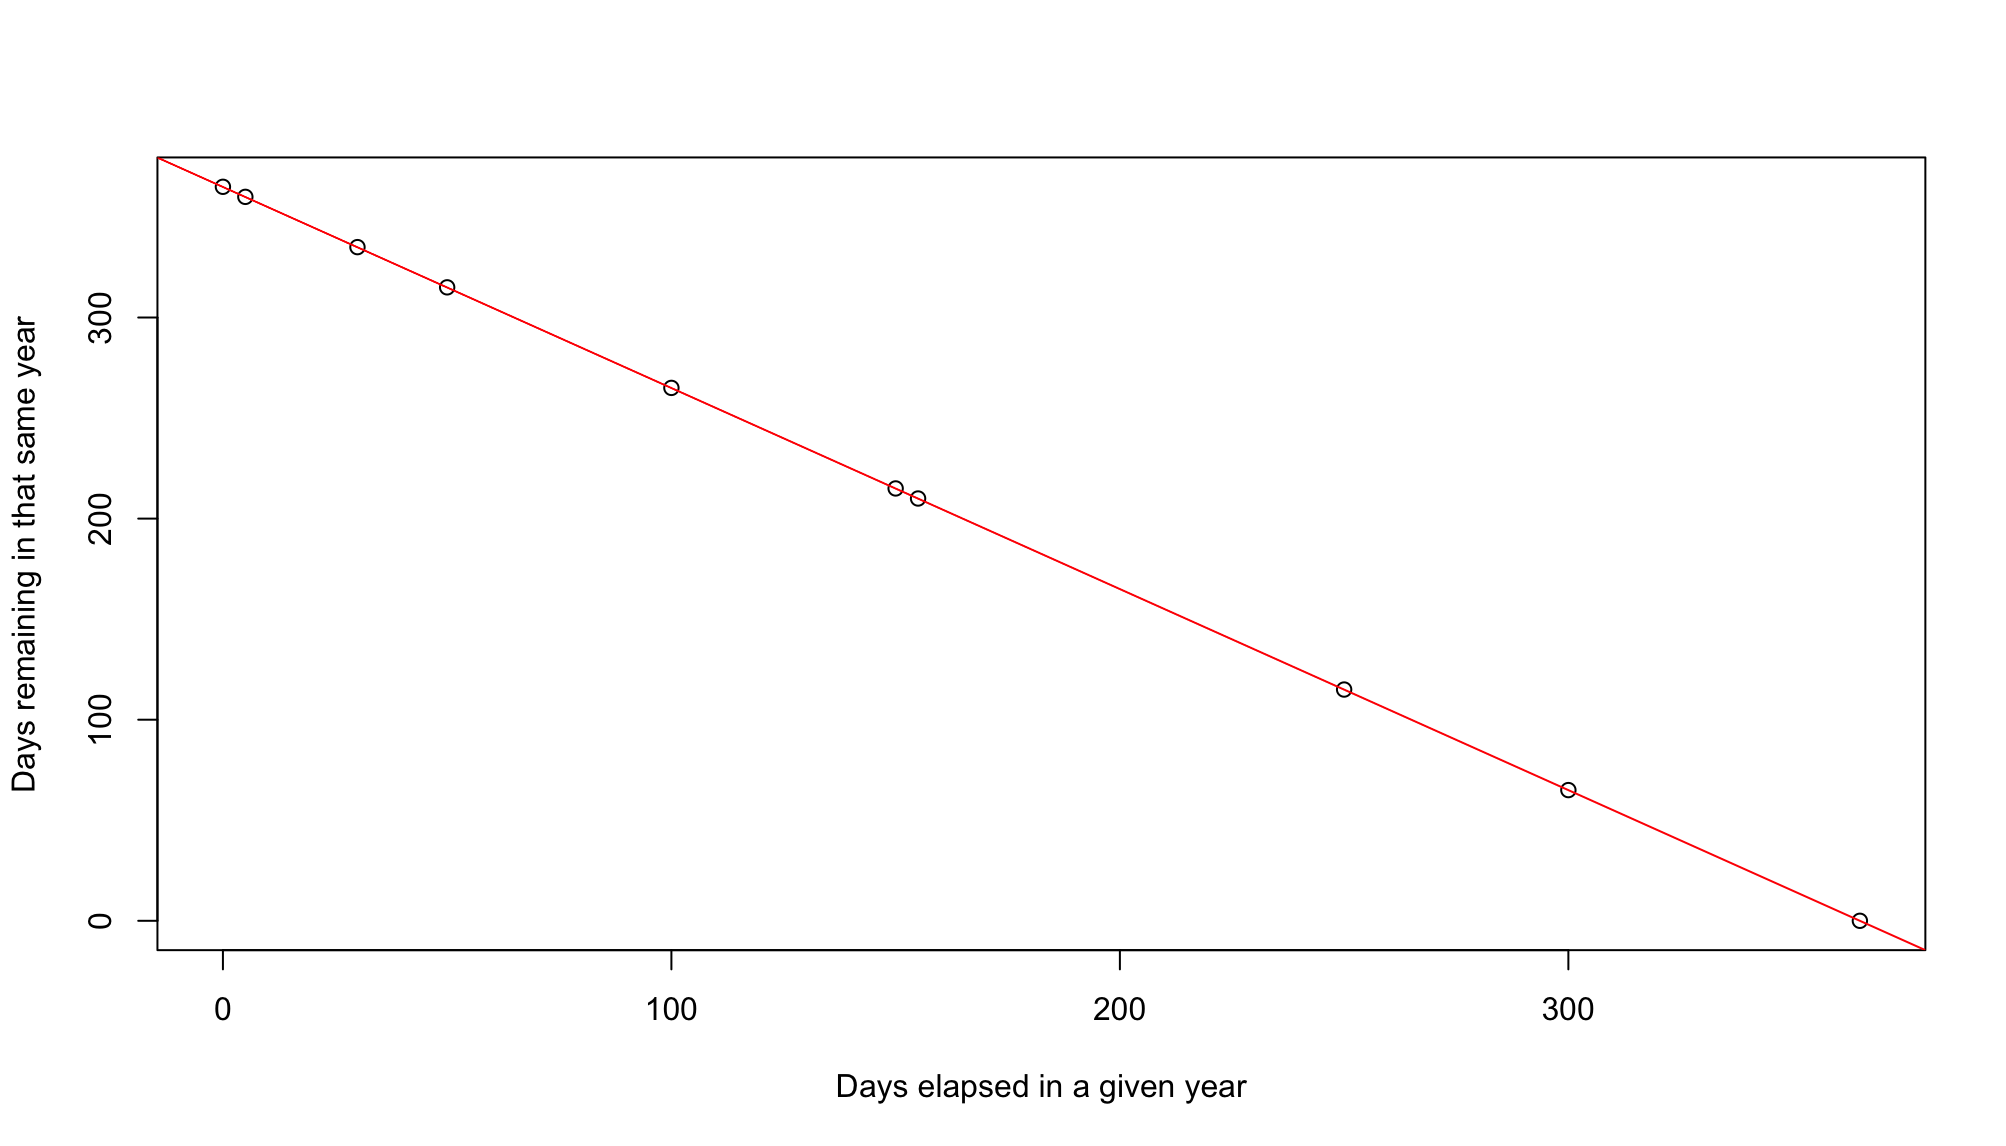 Days remaining in that same year
300
200
100
0
0 100 200 300
Days elapsed in a given year